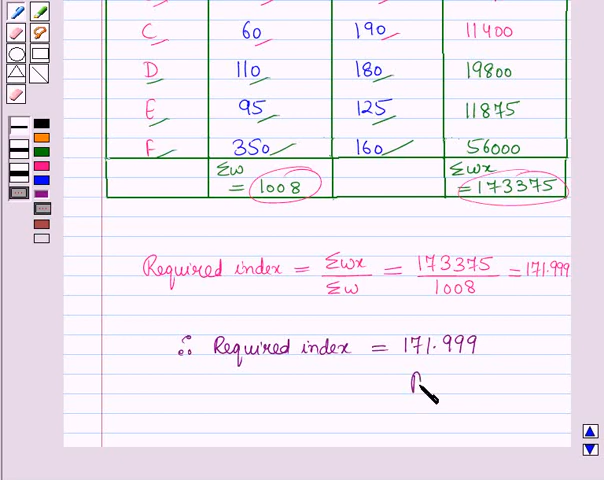 C 60 190 11400
D 110 180 19800
E 95 125 11875
F 350 160 56000
Σw Σwx
= 1008 = 173375
Required index = Σwx / Σw = 173375 / 1008 = 171.999
∴ Required index = 171.999